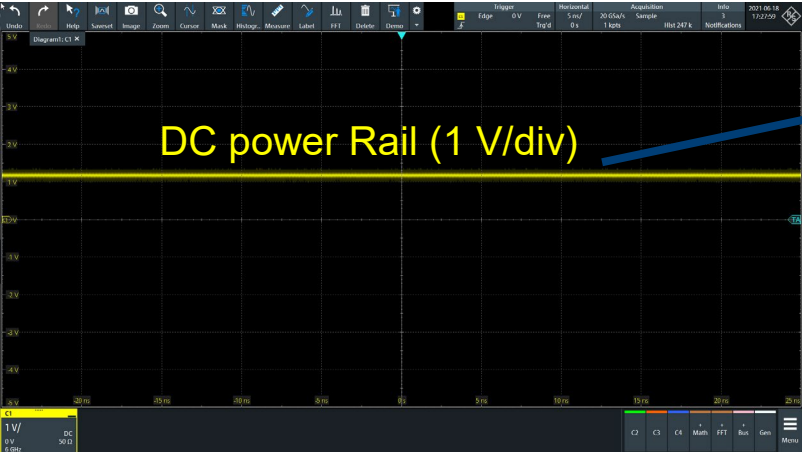 Trigger Horizontal Acquisition Info 2021-06-18
Edge 0 V Free 5 ns/ 20 GSa/s Sample 3 17:27:59
Undo Redo Help Saveset Image Zoom Cursor Mask Histogr.. Measure Label FFT Delete Demo Trig'd 0 s 1 kpts Hist 247 k Notifications
5 V Diagram1: C1 ×
4 V
3 V
DC power Rail (1 V/div)
2 V
1 V
C1 0 V TA
-1 V
-2 V
-3 V
-4 V
-5 V -20 ns -15 ns -10 ns -5 ns 0 s 5 ns 10 ns 15 ns 20 ns 25 ns
C1
1 V/ DC
0 V 50 Ω
6 GHz
C2 C3 C4 + Math + FFT + Bus Gen Menu